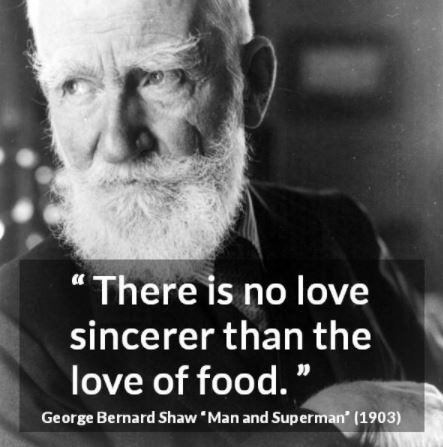 “ There is no love
sincerer than the
love of food. ”
George Bernard Shaw “Man and Superman” (1903)